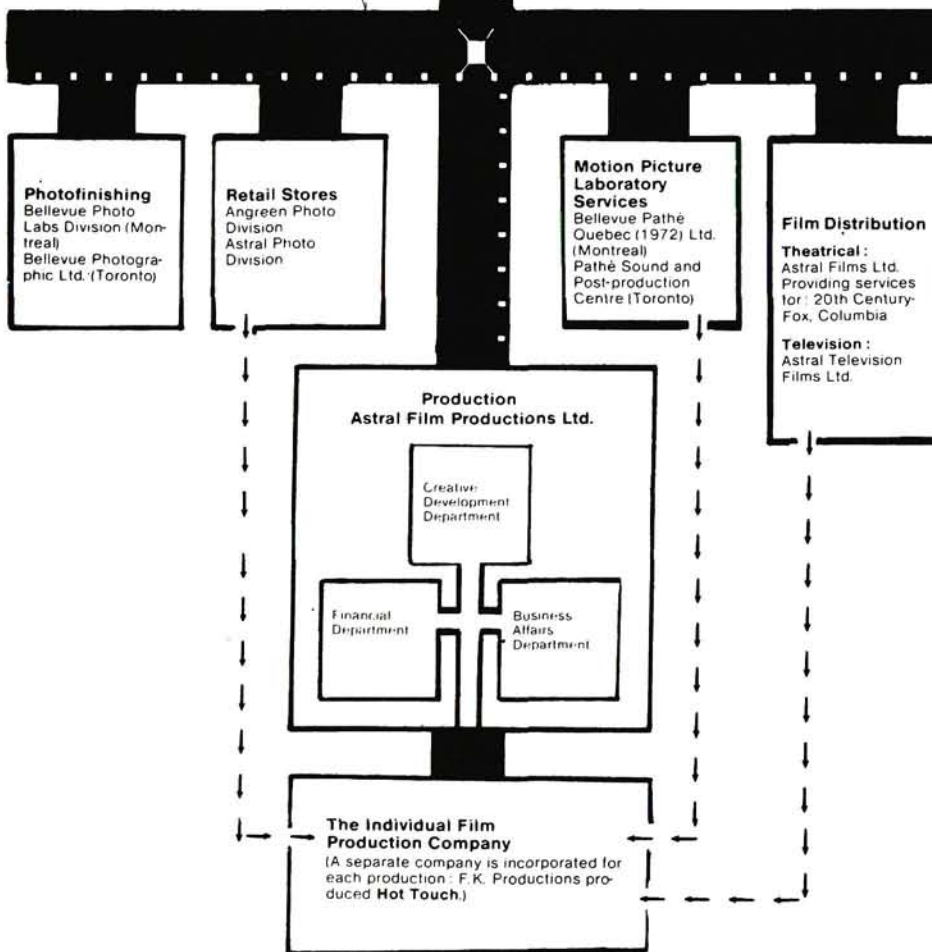 Photofinishing
Bellevue Photo
Labs Division (Mon-
treal)
Bellevue Photogra-
phic Ltd. (Toronto)
Retail Stores
Angreen Photo
Division
Astral Photo
Division
Motion Picture
Laboratory
Services
Bellevue Pathé
Quebec (1972) Ltd.
(Montreal)
Pathé Sound and
Post-production
Centre (Toronto)
Film Distribution
Theatrical :
Astral Films Ltd.
Providing services
for : 20th Century-
Fox, Columbia
Television :
Astral Television
Films Ltd.
Production
Astral Film Productions Ltd.
Creative
Development
Department
Financial
Department
Business
Affairs
Department
The Individual Film
Production Company
(A separate company is incorporated for
each production : F.K. Productions pro-
duced Hot Touch.)